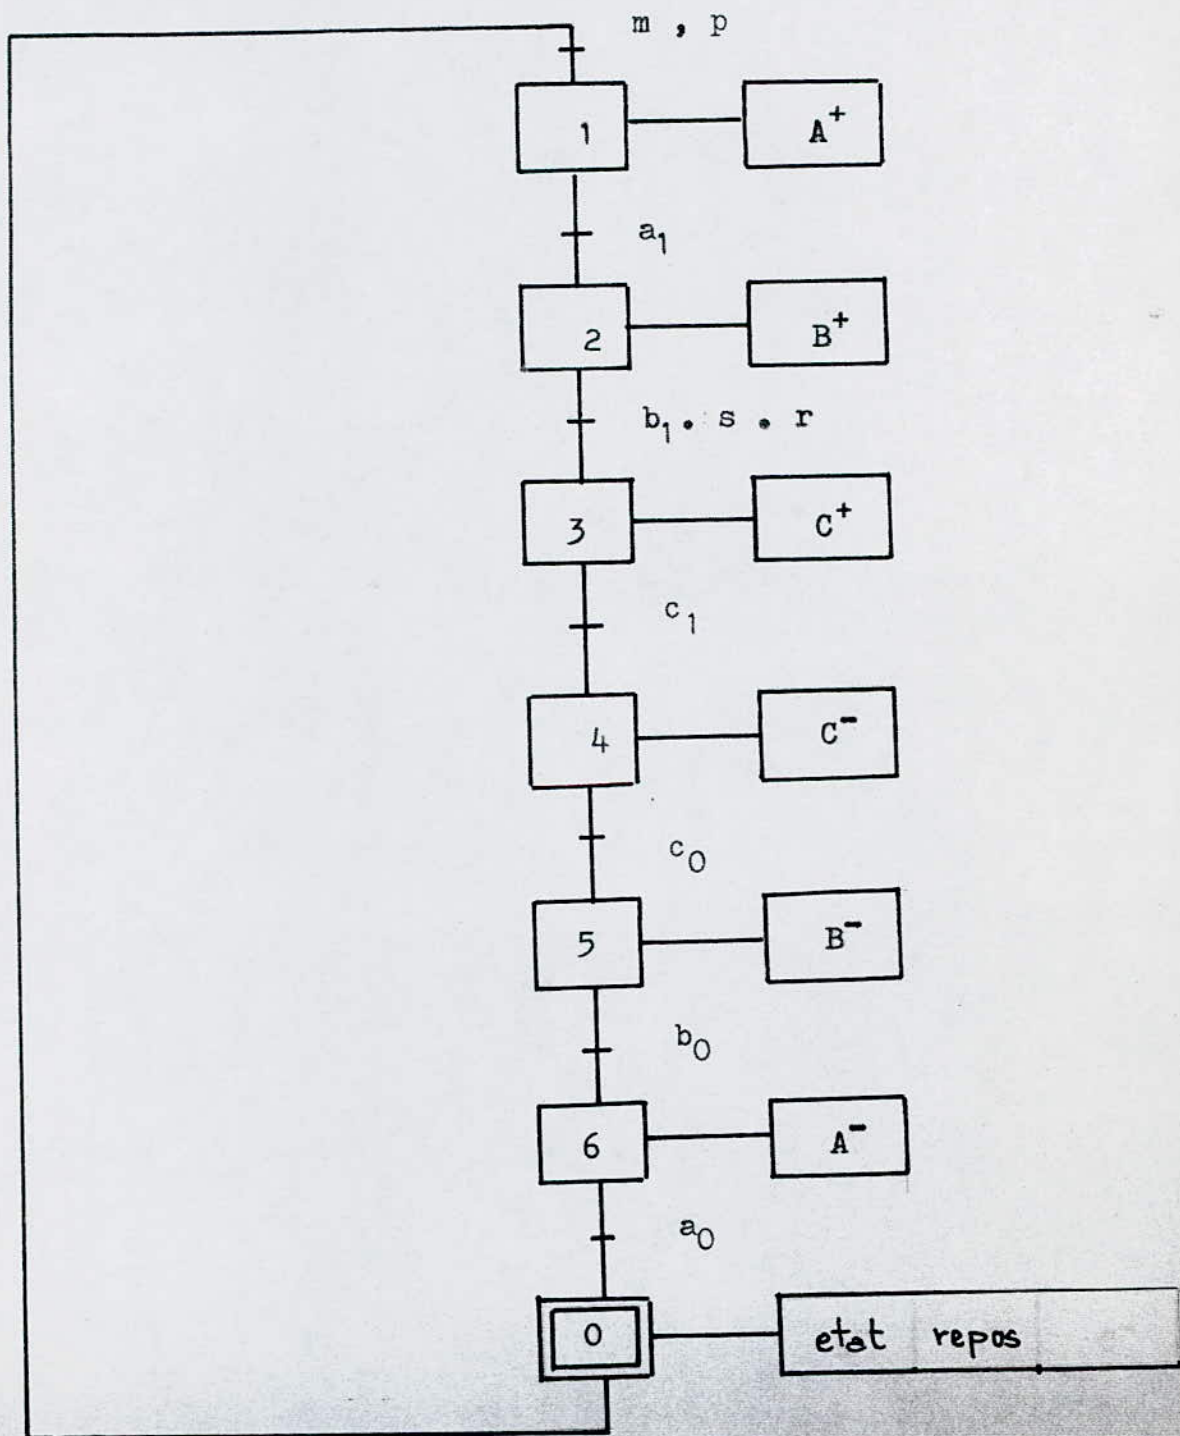 m , p
1 A⁺
a₁
2 B⁺
b₁. s . r
3 C⁺
c₁
4 C⁻
c₀
5 B⁻
b₀
6 A⁻
a₀
0 etat repos